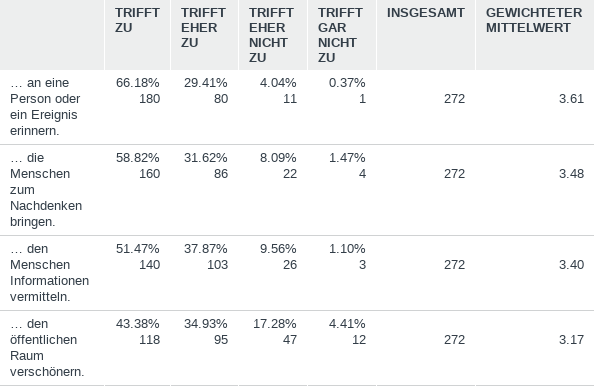 TRIFFT ZU TRIFFT EHER ZU TRIFFT EHER NICHT ZU TRIFFT GAR NICHT ZU INSGESAMT GEWICHTETER MITTELWERT
… an eine 66.18% 29.41% 4.04% 0.37%
Person oder 180 80 11 1 272 3.61
ein Ereignis
erinnern.
… die 58.82% 31.62% 8.09% 1.47%
Menschen 160 86 22 4 272 3.48
zum
Nachdenken
bringen.
… den 51.47% 37.87% 9.56% 1.10%
Menschen 140 103 26 3 272 3.40
Informationen
vermitteln.
… den 43.38% 34.93% 17.28% 4.41%
öffentlichen 118 95 47 12 272 3.17
Raum
verschönern.